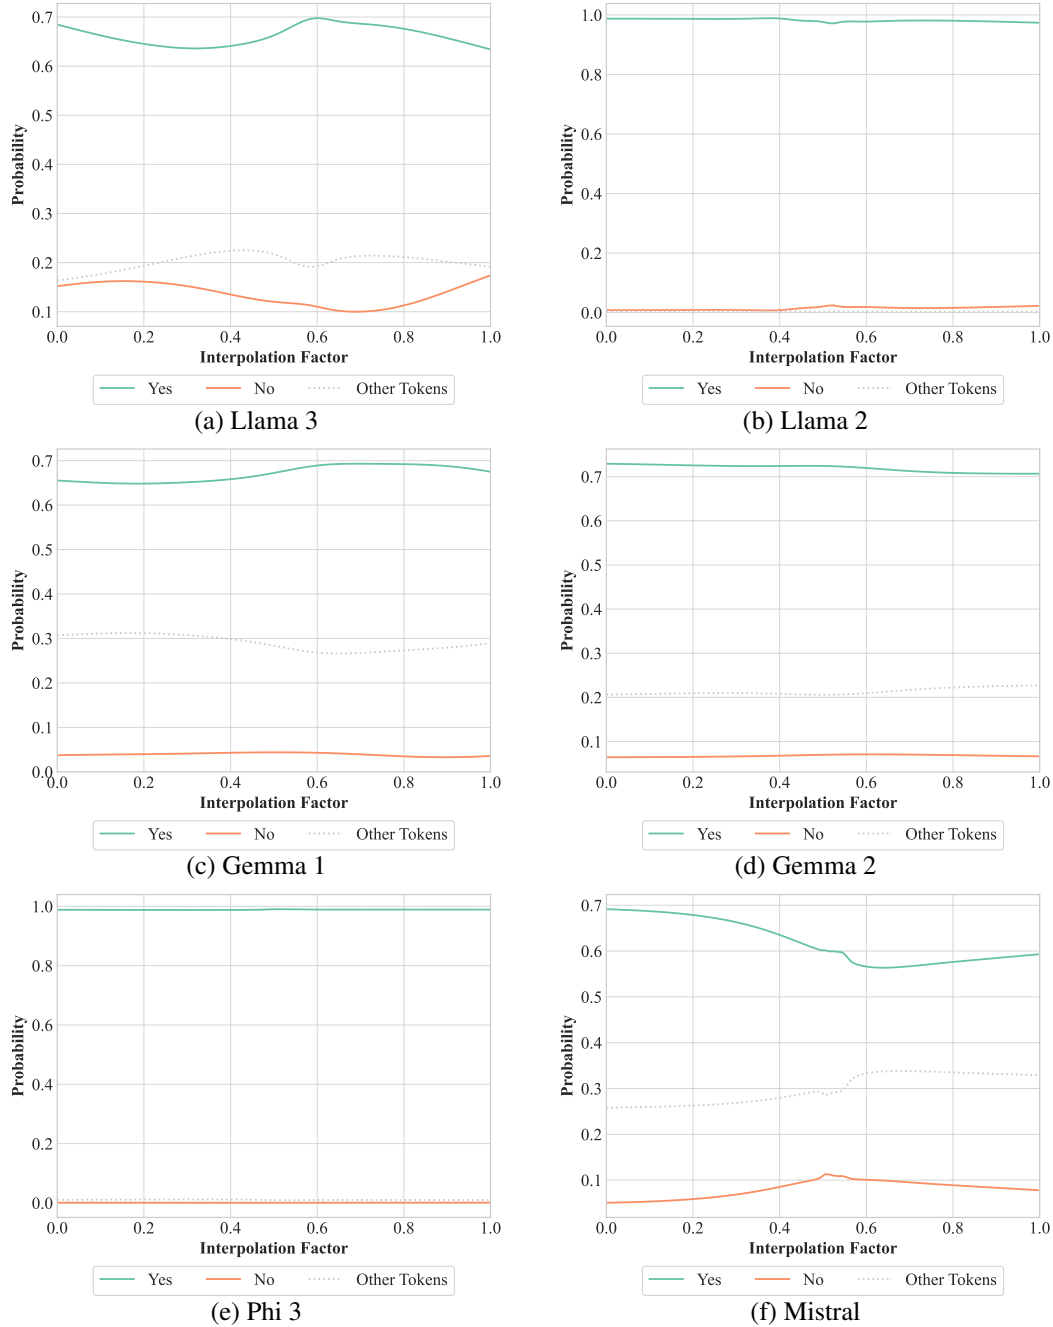 0.7
0.6
0.5
0.4
0.3
0.2
0.1
Probability
0.0 0.2 0.4 0.6 0.8 1.0
Interpolation Factor
Yes No Other Tokens
(a) Llama 3
1.0
0.8
0.6
0.4
0.2
0.0
Probability
0.0 0.2 0.4 0.6 0.8 1.0
Interpolation Factor
Yes No Other Tokens
(b) Llama 2
0.7
0.6
0.5
0.4
0.3
0.2
0.1
0.0
Probability
0.0 0.2 0.4 0.6 0.8 1.0
Interpolation Factor
Yes No Other Tokens
(c) Gemma 1
0.7
0.6
0.5
0.4
0.3
0.2
0.1
Probability
0.0 0.2 0.4 0.6 0.8 1.0
Interpolation Factor
Yes No Other Tokens
(d) Gemma 2
1.0
0.8
0.6
0.4
0.2
0.0
Probability
0.0 0.2 0.4 0.6 0.8 1.0
Interpolation Factor
Yes No Other Tokens
(e) Phi 3
0.7
0.6
0.5
0.4
0.3
0.2
0.1
Probability
0.0 0.2 0.4 0.6 0.8 1.0
Interpolation Factor
Yes No Other Tokens
(f) Mistral